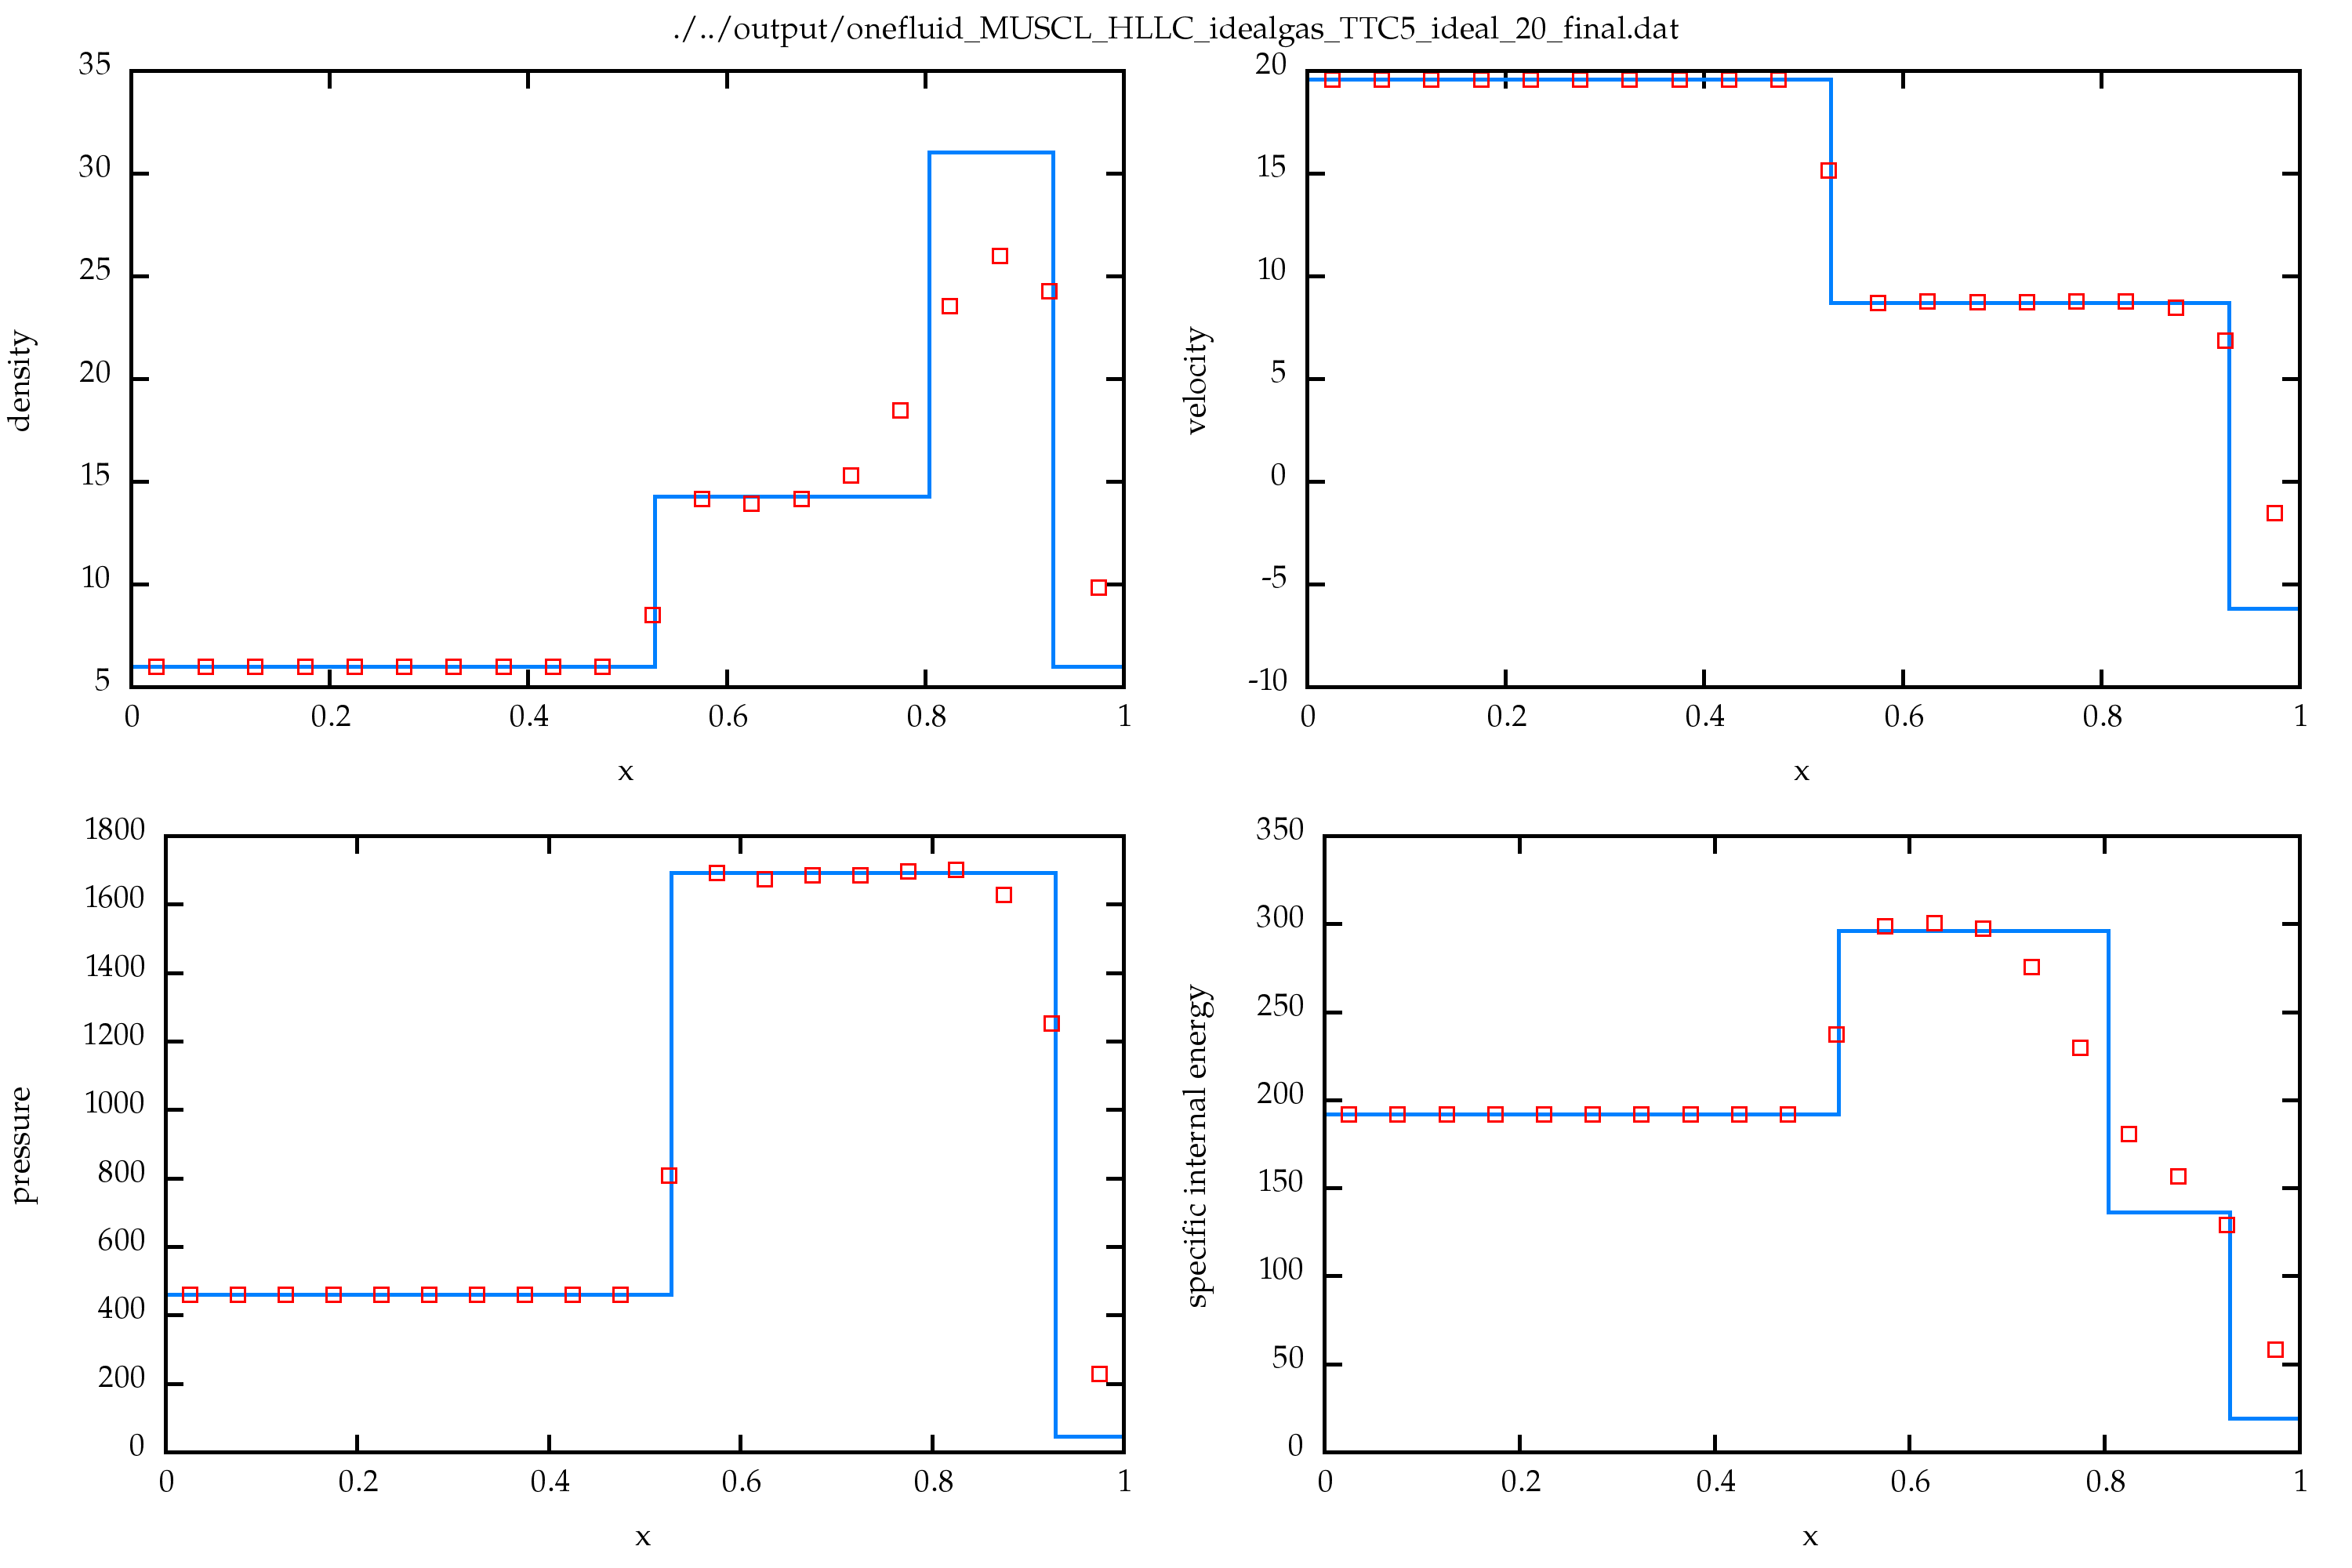 ./../output/onefluid_MUSCL_HLLC_idealgas_TTC5_ideal_20_final.dat
35
30
25
20
15
10
5
density
0 0.2 0.4 0.6 0.8 1
x
20
15
10
5
0
-5
-10
velocity
0 0.2 0.4 0.6 0.8 1
x
1800
1600
1400
1200
1000
800
600
400
200
0
pressure
0 0.2 0.4 0.6 0.8 1
x
350
300
250
200
150
100
50
0
specific internal energy
0 0.2 0.4 0.6 0.8 1
x